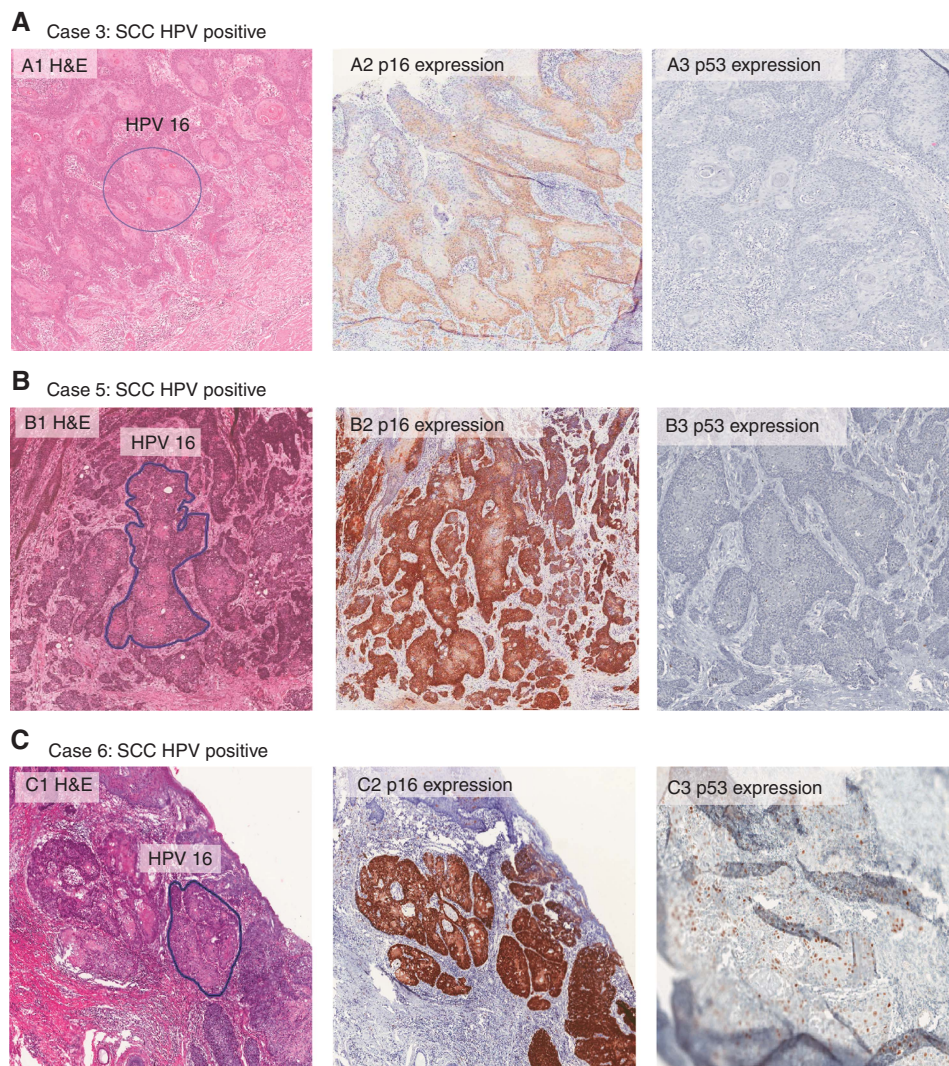 A Case 3: SCC HPV positive
A1 H&E
A2 p16 expression
A3 p53 expression
HPV 16
B Case 5: SCC HPV positive
B1 H&E
B2 p16 expression
B3 p53 expression
HPV 16
C Case 6: SCC HPV positive
C1 H&E
C2 p16 expression
C3 p53 expression
HPV 16